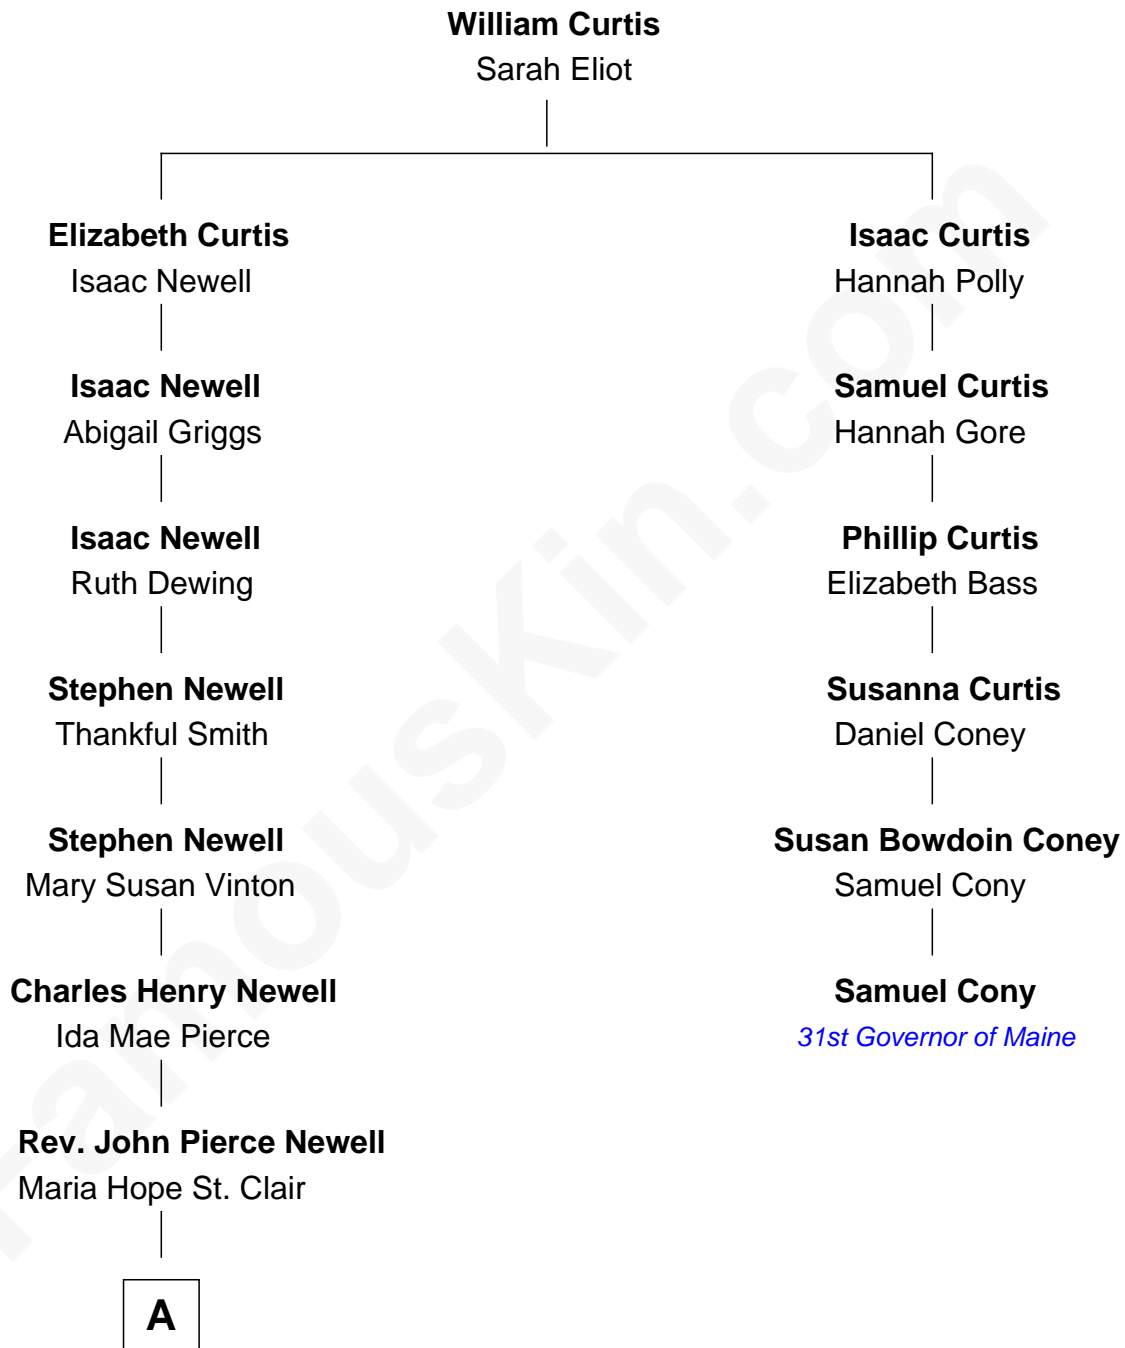 William Curtis
Sarah Eliot
Elizabeth Curtis
Isaac Newell
Isaac Curtis
Hannah Polly
Isaac Newell
Abigail Griggs
Samuel Curtis
Hannah Gore
Isaac Newell
Ruth Dewing
Phillip Curtis
Elizabeth Bass
Stephen Newell
Thankful Smith
Susanna Curtis
Daniel Coney
Stephen Newell
Mary Susan Vinton
Susan Bowdoin Coney
Samuel Cony
Charles Henry Newell
Ida Mae Pierce
Samuel Cony
31st Governor of Maine
Rev. John Pierce Newell
Maria Hope St. Clair
A
FamousKin.com